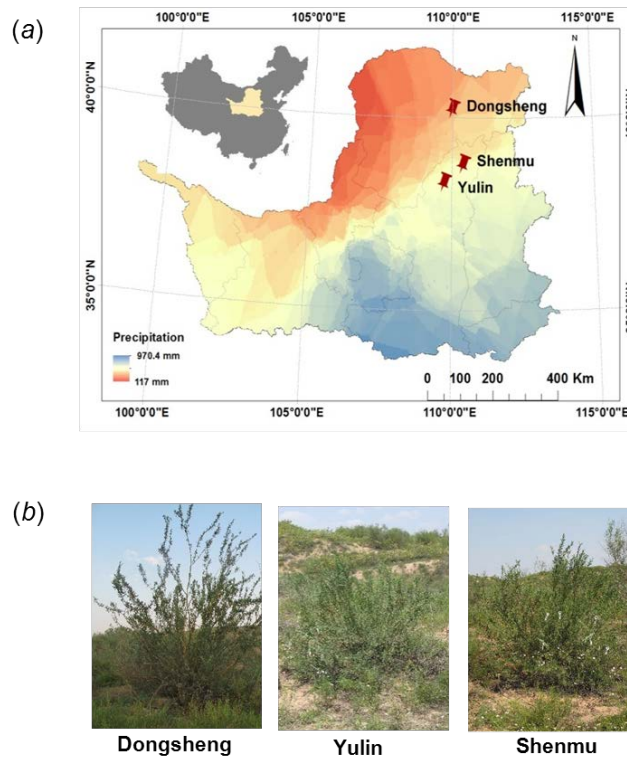 (a)
100°0'0"E 105°0'0"E 110°0'0"E 115°0'0"E
N
40°0'0"N
Dongsheng
Shenmu
Yulin
35°0'0"N
Precipitation
970.4 mm
117 mm
0 100 200 400 Km
100°0'0"E 105°0'0"E 110°0'0"E 115°0'0"E
(b)
Dongsheng Yulin Shenmu